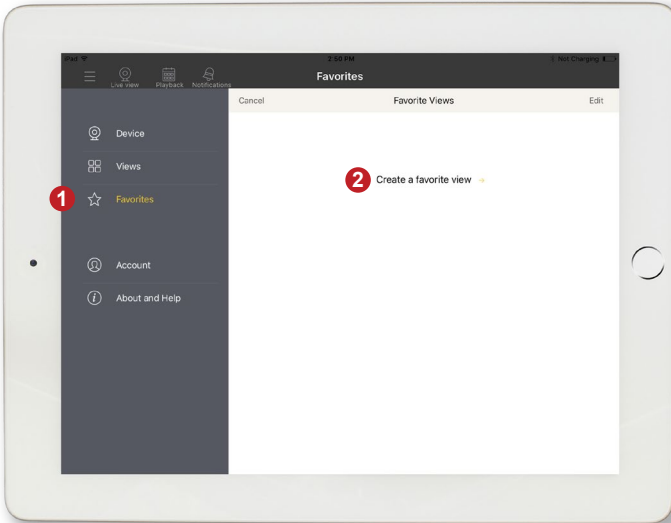 iPad 2:50 PM Not Charging
Live View Playback Notifications
Favorites
Cancel Favorite Views Edit
Device
Views
1 Favorites
2 Create a favorite view
Account
About and Help